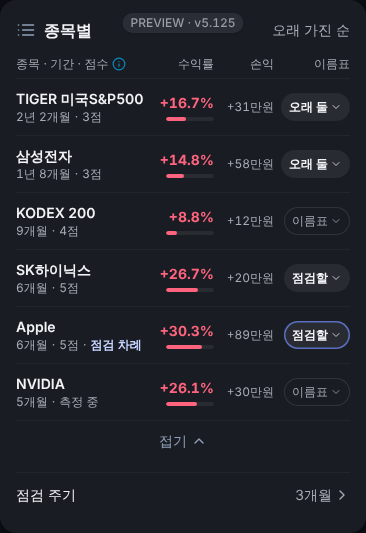 PREVIEW · v5.125
종목별
오래 가진 순
종목 · 기간 · 점수
수익률
손익
이름표
TIGER 미국S&P500
+16.7%
+31만원
오래 둘
2년 2개월 · 3점
삼성전자
+14.8%
+58만원
오래 둘
1년 8개월 · 3점
KODEX 200
+8.8%
+12만원
이름표
9개월 · 4점
SK하이닉스
+26.7%
+20만원
점검할
6개월 · 5점
Apple
+30.3%
+89만원
점검할
6개월 · 5점 · 점검 차례
NVIDIA
+26.1%
+30만원
이름표
5개월 · 측정 중
접기
점검 주기
3개월